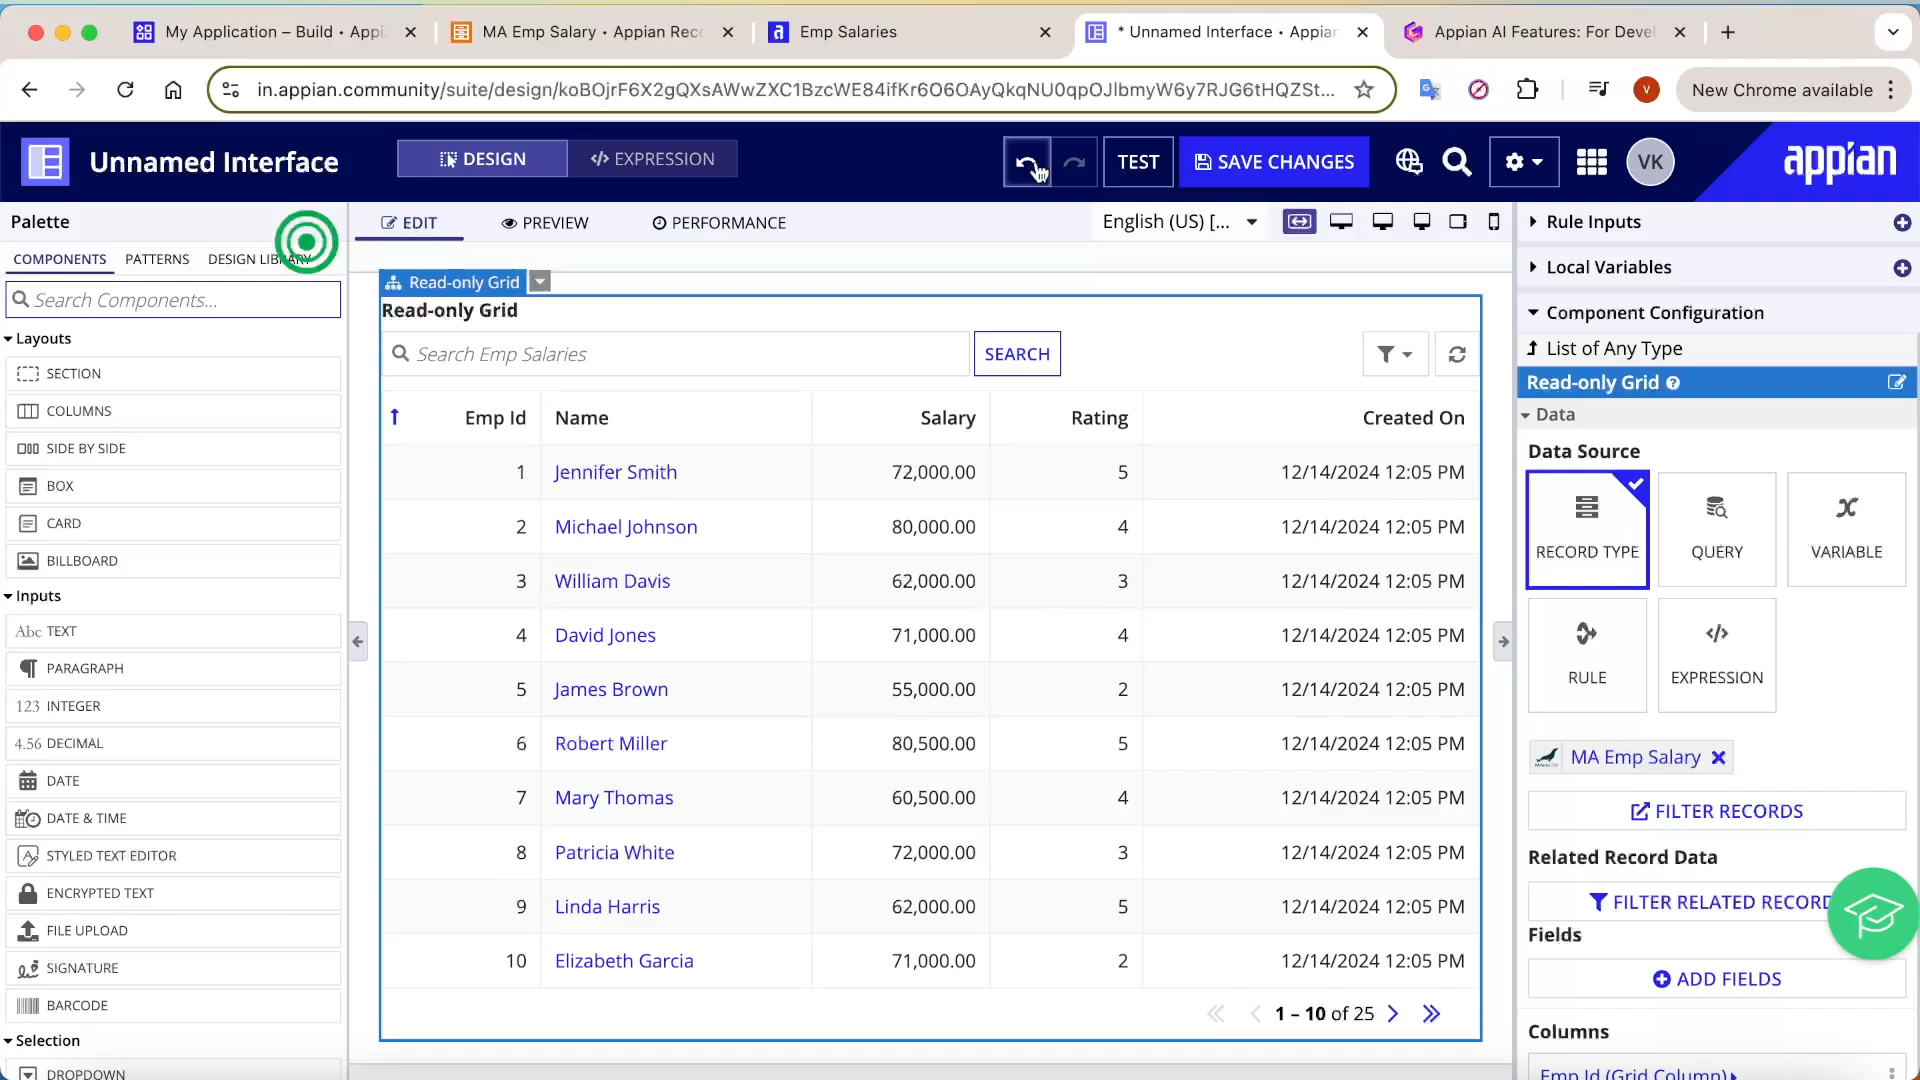 My Application – Build • Appi
MA Emp Salary • Appian Rec
Emp Salaries
* Unnamed Interface • Appian
Appian AI Features: For Devel
in.appian.community/suite/design/koBOjrF6X2gQXsAWwZXC1BzcWE84ifKr6O6OAyQkqNU0qpOJlbmyW6y7RJG6tHQZSt...
V
New Chrome available
Unnamed Interface
DESIGN
EXPRESSION
TEST
SAVE CHANGES
VK
appian
Palette
EDIT
PREVIEW
PERFORMANCE
English (US) [...
Rule Inputs
COMPONENTS
PATTERNS
DESIGN LIBRARY
Search Components...
Layouts
SECTION
COLUMNS
SIDE BY SIDE
BOX
CARD
BILLBOARD
Inputs
Abc TEXT
PARAGRAPH
123 INTEGER
4.56 DECIMAL
DATE
DATE & TIME
STYLED TEXT EDITOR
ENCRYPTED TEXT
FILE UPLOAD
SIGNATURE
BARCODE
Selection
DROPDOWN
Read-only Grid
Read-only Grid
Search Emp Salaries
SEARCH
Emp Id Name Salary Rating Created On
1 Jennifer Smith 72,000.00 5 12/14/2024 12:05 PM
2 Michael Johnson 80,000.00 4 12/14/2024 12:05 PM
3 William Davis 62,000.00 3 12/14/2024 12:05 PM
4 David Jones 71,000.00 4 12/14/2024 12:05 PM
5 James Brown 55,000.00 2 12/14/2024 12:05 PM
6 Robert Miller 80,500.00 5 12/14/2024 12:05 PM
7 Mary Thomas 60,500.00 4 12/14/2024 12:05 PM
8 Patricia White 72,000.00 3 12/14/2024 12:05 PM
9 Linda Harris 62,000.00 5 12/14/2024 12:05 PM
10 Elizabeth Garcia 71,000.00 2 12/14/2024 12:05 PM
1 – 10 of 25
Local Variables
Component Configuration
List of Any Type
Read-only Grid
Data
Data Source
RECORD TYPE
QUERY
VARIABLE
RULE
EXPRESSION
MA Emp Salary
FILTER RECORDS
Related Record Data
FILTER RELATED RECORD
Fields
ADD FIELDS
Columns
Emp Id (Grid Column)